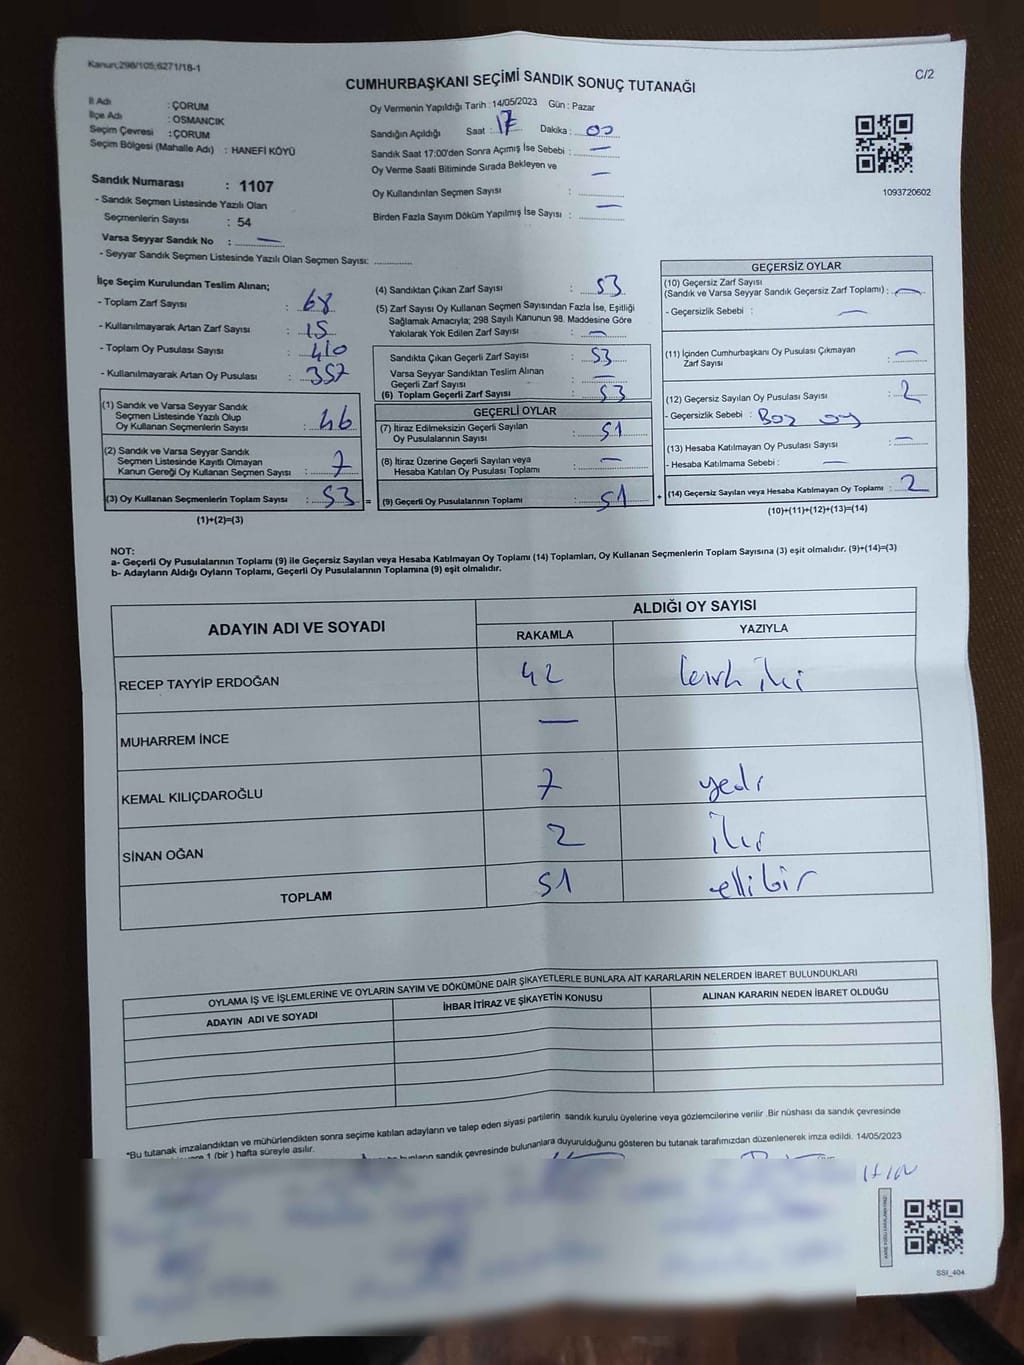 Kanun;298/105;6271/18-1
C/2
CUMHURBAŞKANI SEÇİMİ SANDIK SONUÇ TUTANAĞI
İl Adı : ÇORUM
İlçe Adı : OSMANCIK
Seçim Çevresi : ÇORUM
Seçim Bölgesi (Mahalle Adı) : HANEFİ KÖYÜ
Sandık Numarası : 1107
- Sandık Seçmen Listesinde Yazılı Olan
Seçmenlerin Sayısı : 54
Varsa Seyyar Sandık No : —
- Seyyar Sandık Seçmen Listesinde Yazılı Olan Seçmen Sayısı: ............
Oy Vermenin Yapıldığı Tarih : 14/05/2023 Gün : Pazar
Sandığın Açıldığı Saat : 17 Dakika : 00
Sandık Saat 17:00'den Sonra Açımış İse Sebebi : —
Oy Verme Saati Bitiminde Sırada Bekleyen ve —
Oy Kullandırılan Seçmen Sayısı :
Birden Fazla Sayım Döküm Yapılmış İse Sayısı : —
1093720602
İlçe Seçim Kurulundan Teslim Alınan;
- Toplam Zarf Sayısı : 68
- Kullanılmayarak Artan Zarf Sayısı : 15
- Toplam Oy Pusulası Sayısı : 410
- Kullanılmayarak Artan Oy Pusulası : 357
(1) Sandık ve Varsa Seyyar Sandık
Seçmen Listesinde Yazılı Olup
Oy Kullanan Seçmenlerin Sayısı : 46
(2) Sandık ve Varsa Seyyar Sandık
Seçmen Listesinde Kayıtlı Olmayan
Kanun Gereği Oy Kullanan Seçmen Sayısı : 7
(3) Oy Kullanan Seçmenlerin Toplam Sayısı : 53 =
(1)+(2)=(3)
(4) Sandıktan Çıkan Zarf Sayısı : 53
(5) Zarf Sayısı Oy Kullanan Seçmen Sayısından Fazla İse, Eşitliği
Sağlamak Amacıyla; 298 Sayılı Kanunun 98. Maddesine Göre
Yakılarak Yok Edilen Zarf Sayısı : —
Sandıkta Çıkan Geçerli Zarf Sayısı : 53
Varsa Seyyar Sandıktan Teslim Alınan
Geçerli Zarf Sayısı : —
(6) Toplam Geçerli Zarf Sayısı : 53
GEÇERLİ OYLAR
(7) İtiraz Edilmeksizin Geçerli Sayılan
Oy Pusulalarının Sayısı : 51
(8) İtiraz Üzerine Geçerli Sayılan veya
Hesaba Katılan Oy Pusulası Toplamı : —
(9) Geçerli Oy Pusulalarının Toplamı : 51 +
GEÇERSİZ OYLAR
(10) Geçersiz Zarf Sayısı
(Sandık ve Varsa Seyyar Sandık Geçersiz Zarf Toplamı) : —
- Geçersizlik Sebebi : —
(11) İçinden Cumhurbaşkanı Oy Pusulası Çıkmayan
Zarf Sayısı : —
(12) Geçersiz Sayılan Oy Pusulası Sayısı : 2
- Geçersizlik Sebebi : Boz oy
(13) Hesaba Katılmayan Oy Pusulası Sayısı : —
- Hesaba Katılmama Sebebi : —
(14) Geçersiz Sayılan veya Hesaba Katılmayan Oy Toplamı : 2
(10)+(11)+(12)+(13)=(14)
NOT:
a- Geçerli Oy Pusulalarının Toplamı (9) ile Geçersiz Sayılan veya Hesaba Katılmayan Oy Toplamı (14) Toplamları, Oy Kullanan Seçmenlerin Toplam Sayısına (3) eşit olmalıdır. (9)+(14)=(3)
b- Adayların Aldığı Oyların Toplamı, Geçerli Oy Pusulalarının Toplamına (9) eşit olmalıdır.
ADAYIN ADI VE SOYADI
ALDIĞI OY SAYISI
RAKAMLA YAZIYLA
RECEP TAYYİP ERDOĞAN 42 kırk iki
MUHARREM İNCE —
KEMAL KILIÇDAROĞLU 7 yedi
SİNAN OĞAN 2 iki
TOPLAM 51 ellibir
OYLAMA İŞ VE İŞLEMLERİNE VE OYLARIN SAYIM VE DÖKÜMÜNE DAİR ŞİKAYETLERLE BUNLARA AİT KARARLARIN NELERDEN İBARET BULUNDUKLARI
ADAYIN ADI VE SOYADI İHBAR İTİRAZ VE ŞİKAYETİN KONUSU ALINAN KARARIN NEDEN İBARET OLDUĞU
*Bu tutanak imzalandıktan ve mühürlendikten sonra seçime katılan adayların ve talep eden siyasi partilerin sandık kurulu üyelerine veya gözlemcilerine verilir .Bir nüshası da sandık çevresinde
1 (bir ) hafta süreyle asılır.
bunların sandık çevresinde bulunanlara duyurulduğunu gösteren bu tutanak tarafımızdan düzenlenerek imza edildi. 14/05/2023
SSI_404